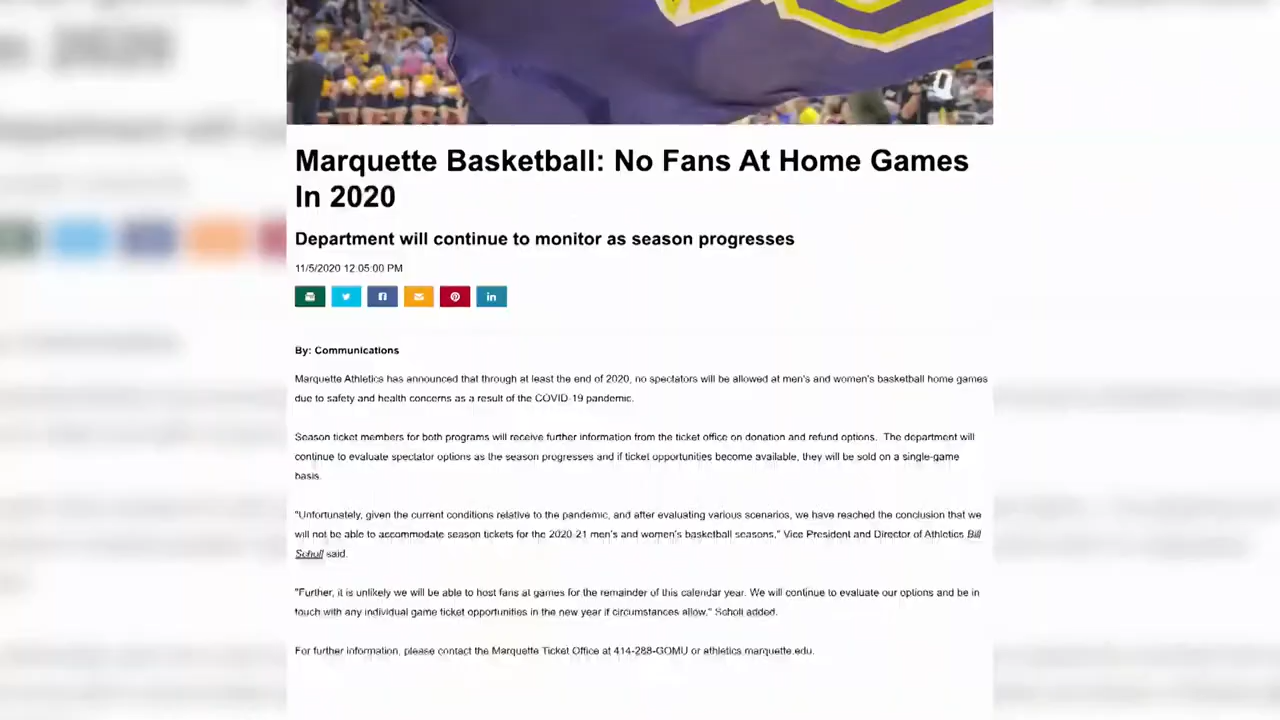 Marquette Basketball: No Fans At Home Games
In 2020
Department will continue to monitor as season progresses
11/5/2020 12:05:00 PM
By: Communications
Marquette Athletics has announced that through at least the end of 2020, no spectators will be allowed at men's and women's basketball home games
due to safety and health concerns as a result of the COVID-19 pandemic.
Season ticket members for both programs will receive further information from the ticket office on donation and refund options. The department will
continue to evaluate spectator options as the season progresses and if ticket opportunities become available, they will be sold on a single-game
basis.
"Unfortunately, given the current conditions relative to the pandemic, and after evaluating various scenarios, we have reached the conclusion that we
will not be able to accommodate season tickets for the 2020-21 men's and women's basketball seasons," Vice President and Director of Athletics Bill
Scholl said.
"Further, it is unlikely we will be able to host fans at games for the remainder of this calendar year. We will continue to evaluate our options and be in
touch with any individual game ticket opportunities in the new year if circumstances allow," Scholl added.
For further information, please contact the Marquette Ticket Office at 414-288-GOMU or athletics.marquette.edu.